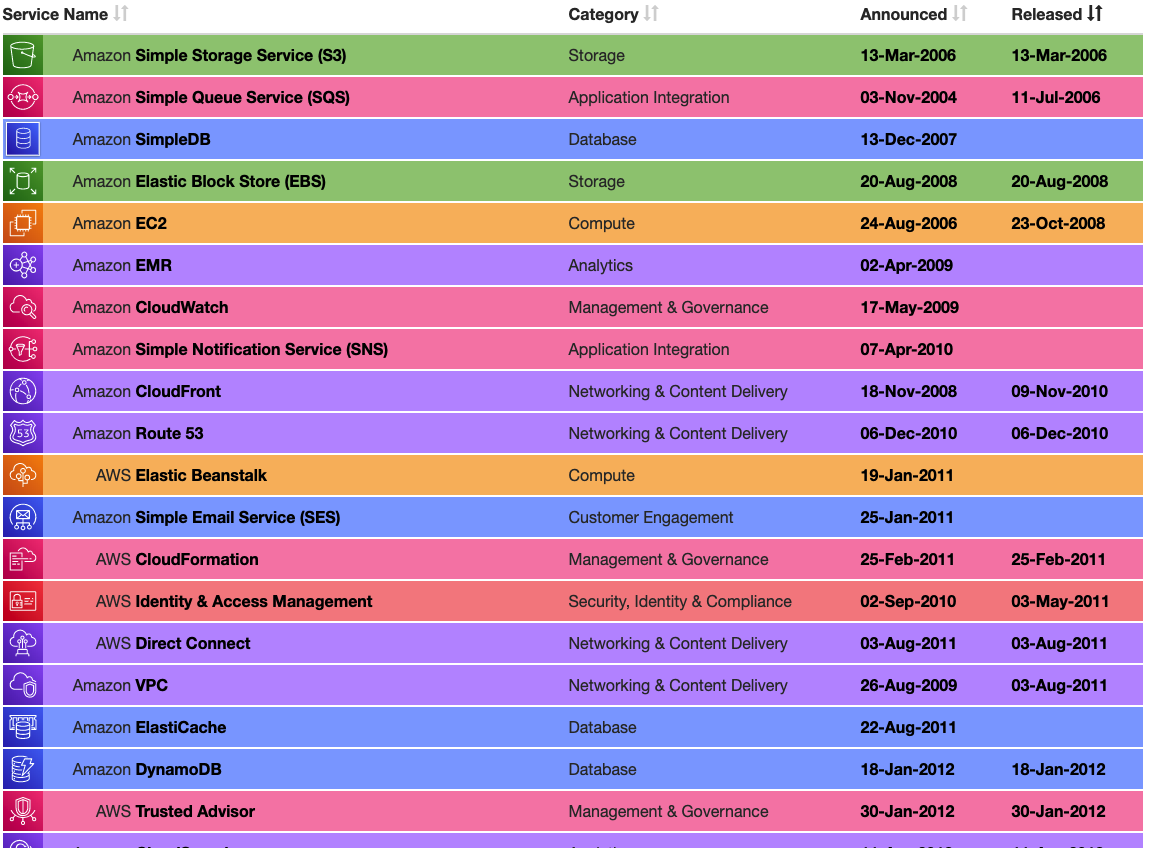 Service Name Category Announced Released
Amazon Simple Storage Service (S3) Storage 13-Mar-2006 13-Mar-2006
Amazon Simple Queue Service (SQS) Application Integration 03-Nov-2004 11-Jul-2006
Amazon SimpleDB Database 13-Dec-2007
Amazon Elastic Block Store (EBS) Storage 20-Aug-2008 20-Aug-2008
Amazon EC2 Compute 24-Aug-2006 23-Oct-2008
Amazon EMR Analytics 02-Apr-2009
Amazon CloudWatch Management & Governance 17-May-2009
Amazon Simple Notification Service (SNS) Application Integration 07-Apr-2010
Amazon CloudFront Networking & Content Delivery 18-Nov-2008 09-Nov-2010
53 Amazon Route 53 Networking & Content Delivery 06-Dec-2010 06-Dec-2010
AWS Elastic Beanstalk Compute 19-Jan-2011
Amazon Simple Email Service (SES) Customer Engagement 25-Jan-2011
AWS CloudFormation Management & Governance 25-Feb-2011 25-Feb-2011
AWS Identity & Access Management Security, Identity & Compliance 02-Sep-2010 03-May-2011
AWS Direct Connect Networking & Content Delivery 03-Aug-2011 03-Aug-2011
Amazon VPC Networking & Content Delivery 26-Aug-2009 03-Aug-2011
Amazon ElastiCache Database 22-Aug-2011
Amazon DynamoDB Database 18-Jan-2012 18-Jan-2012
AWS Trusted Advisor Management & Governance 30-Jan-2012 30-Jan-2012